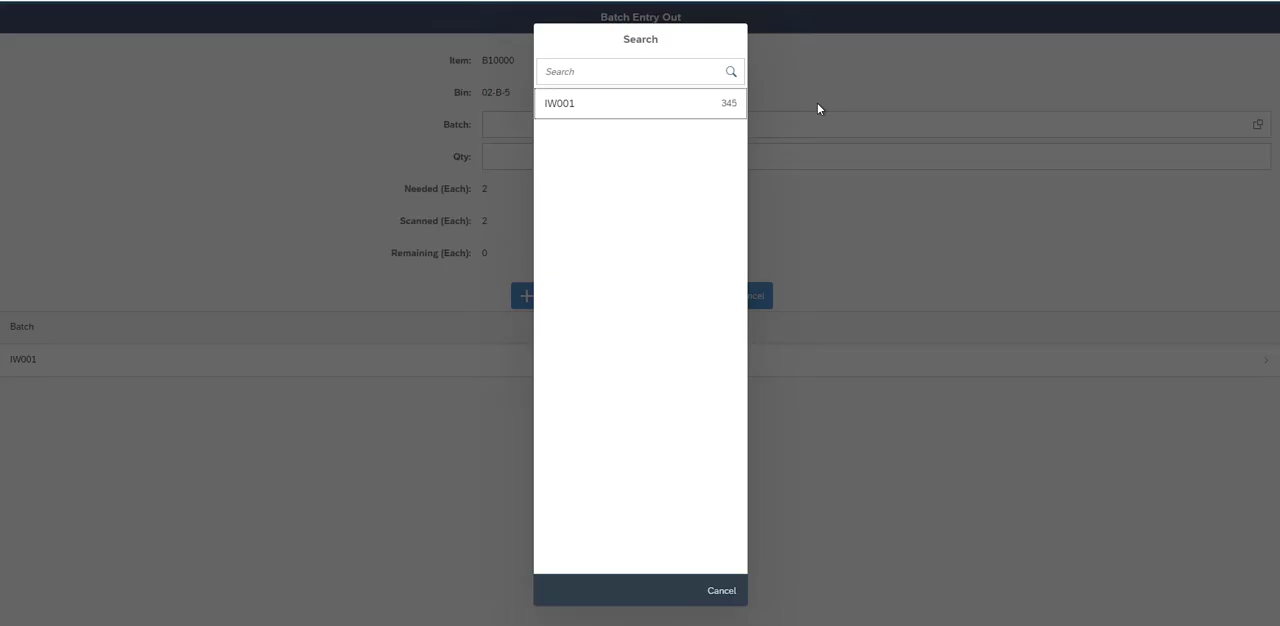 Batch Entry Out
Search
Search
IW001 345
Item: B10000
Bin: 02-B-5
Batch:
Qty:
Needed (Each): 2
Scanned (Each): 2
Remaining (Each): 0
Batch
IW001
Cancel